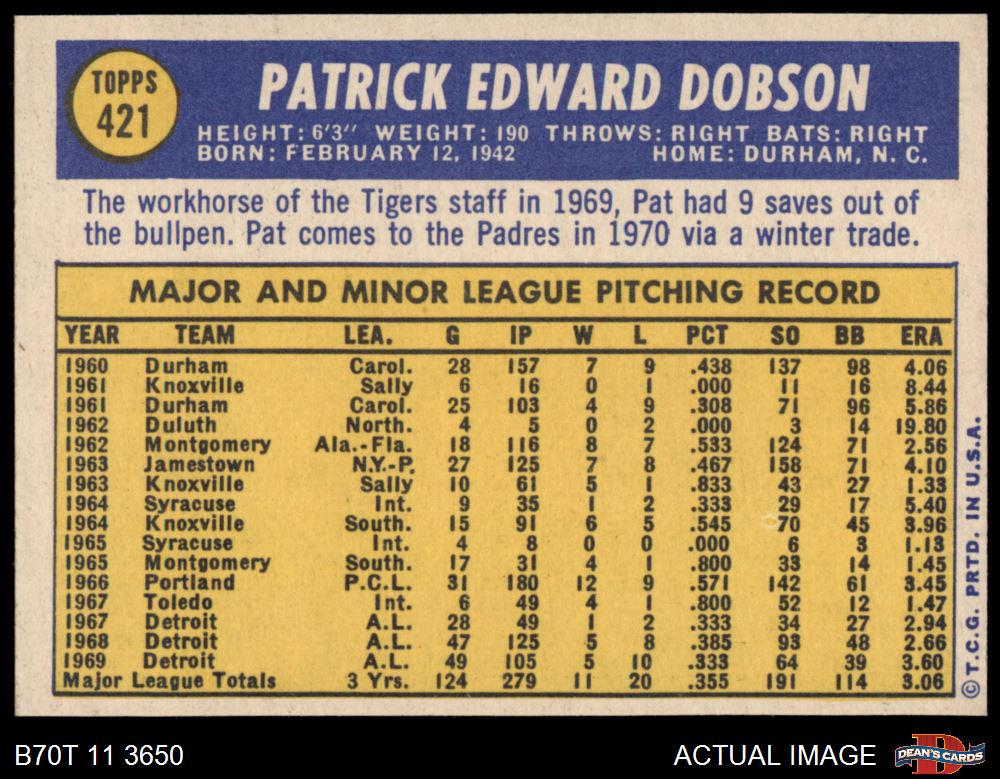 TOPPS
421
PATRICK EDWARD DOBSON
HEIGHT: 6'3" WEIGHT: 190 THROWS: RIGHT BATS: RIGHT
BORN: FEBRUARY 12, 1942 HOME: DURHAM, N. C.
The workhorse of the Tigers staff in 1969, Pat had 9 saves out of
the bullpen. Pat comes to the Padres in 1970 via a winter trade.
MAJOR AND MINOR LEAGUE PITCHING RECORD
YEAR TEAM LEA. G IP W L PCT SO BB ERA
1960 Durham Carol. 28 157 7 9 .438 137 98 4.06
1961 Knoxville Sally 6 16 0 1 .000 11 16 8.44
1961 Durham Carol. 25 103 4 9 .308 71 96 5.86
1962 Duluth North. 4 5 0 2 .000 3 14 19.80
1962 Montgomery Ala.-Fla. 18 116 8 7 .533 124 71 2.56
1963 Jamestown N.Y.-P. 27 125 7 8 .467 158 71 4.10
1963 Knoxville Sally 10 61 5 1 .833 43 27 1.33
1964 Syracuse Int. 9 35 1 2 .333 29 17 5.40
1964 Knoxville South. 15 91 6 5 .545 70 45 3.96
1965 Syracuse Int. 4 8 0 0 .000 6 3 1.13
1965 Montgomery South. 17 31 4 1 .800 33 14 1.45
1966 Portland P.C.L. 31 180 12 9 .571 142 61 3.45
1967 Toledo Int. 6 49 4 1 .800 52 12 1.47
1967 Detroit A.L. 28 49 1 2 .333 34 27 2.94
1968 Detroit A.L. 47 125 5 8 .385 93 48 2.66
1969 Detroit A.L. 49 105 5 10 .333 64 39 3.60
Major League Totals 3 Yrs. 124 279 11 20 .355 191 114 3.06
© T.C.G. PRTD. IN U.S.A.
B70T 11 3650 ACTUAL IMAGE
D
DEAN'S CARDS